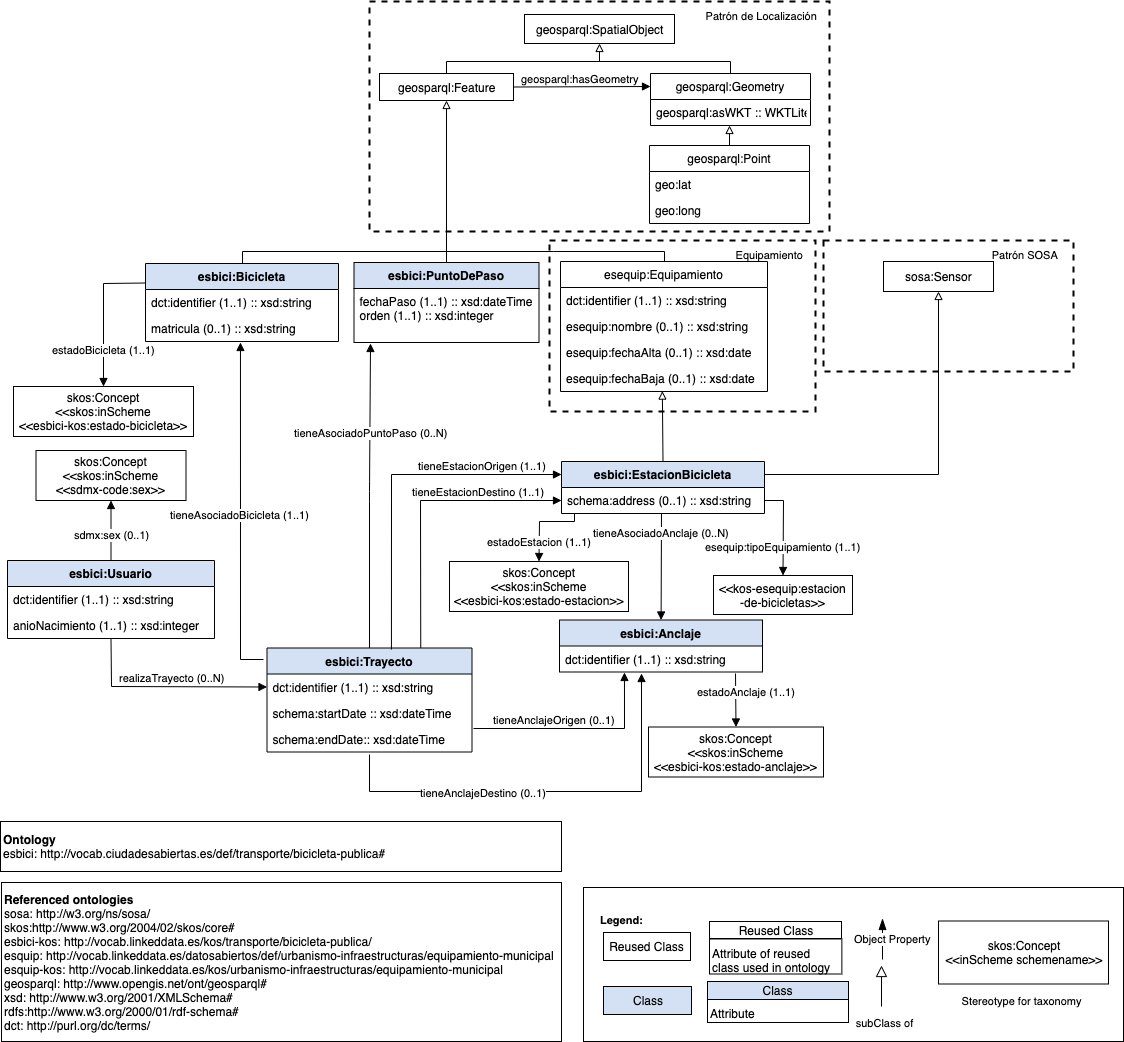 Patrón de Localización
geosparql:SpatialObject
geosparql:Feature
geosparql:hasGeometry
geosparql:Geometry
geosparql:asWKT :: WKTLite
geosparql:Point
geo:lat
geo:long
esbici:Bicicleta
dct:identifier (1..1) :: xsd:string
matricula (0..1) :: xsd:string
esbici:PuntoDePaso
fechaPaso (1..1) :: xsd:dateTime
orden (1..1) :: xsd:integer
Equipamiento
esequip:Equipamiento
dct:identifier (1..1) :: xsd:string
esequip:nombre (0..1) :: xsd:string
esequip:fechaAlta (0..1) :: xsd:date
esequip:fechaBaja (0..1) :: xsd:date
Patrón SOSA
sosa:Sensor
estadoBicicleta (1..1)
skos:Concept
<<skos:inScheme
<<esbici-kos:estado-bicicleta>>
skos:Concept
<<skos:inScheme
<<sdmx-code:sex>>
sdmx:sex (0..1)
tieneAsociadoBicicleta (1..1)
tieneAsociadoPuntoPaso (0..N)
tieneEstacionOrigen (1..1)
tieneEstacionDestino (1..1)
esbici:EstacionBicicleta
schema:address (0..1) :: xsd:string
estadoEstacion (1..1)
tieneAsociadoAnclaje (0..N)
esequip:tipoEquipamiento (1..1)
skos:Concept
<<skos:inScheme
<<esbici-kos:estado-estacion>>
<<kos-esequip:estacion
-de-bicicletas>>
esbici:Usuario
dct:identifier (1..1) :: xsd:string
anioNacimiento (1..1) :: xsd:integer
realizaTrayecto (0..N)
esbici:Trayecto
dct:identifier (1..1) :: xsd:string
schema:startDate :: xsd:dateTime
schema:endDate:: xsd:dateTime
esbici:Anclaje
dct:identifier (1..1) :: xsd:string
estadoAnclaje (1..1)
tieneAnclajeOrigen (0..1)
tieneAnclajeDestino (0..1)
skos:Concept
<<skos:inScheme
<<esbici-kos:estado-anclaje>>
Ontology
esbici: http://vocab.ciudadesabiertas.es/def/transporte/bicicleta-publica#
Referenced ontologies
sosa: http://w3.org/ns/sosa/
skos:http://www.w3.org/2004/02/skos/core#
esbici-kos: http://vocab.linkeddata.es/kos/transporte/bicicleta-publica/
esquip: http://vocab.linkeddata.es/datosabiertos/def/urbanismo-infraestructuras/equipamiento-municipal
esquip-kos: http://vocab.linkeddata.es/kos/urbanismo-infraestructuras/equipamiento-municipal
geosparql: http://www.opengis.net/ont/geosparql#
xsd: http://www.w3.org/2001/XMLSchema#
rdfs:http://www.w3.org/2000/01/rdf-schema#
dct: http://purl.org/dc/terms/
Legend:
Reused Class
Class
Reused Class
Attribute of reused
class used in ontology
Class
Attribute
Object Property
subClass of
skos:Concept
<<inScheme schemename>>
Stereotype for taxonomy